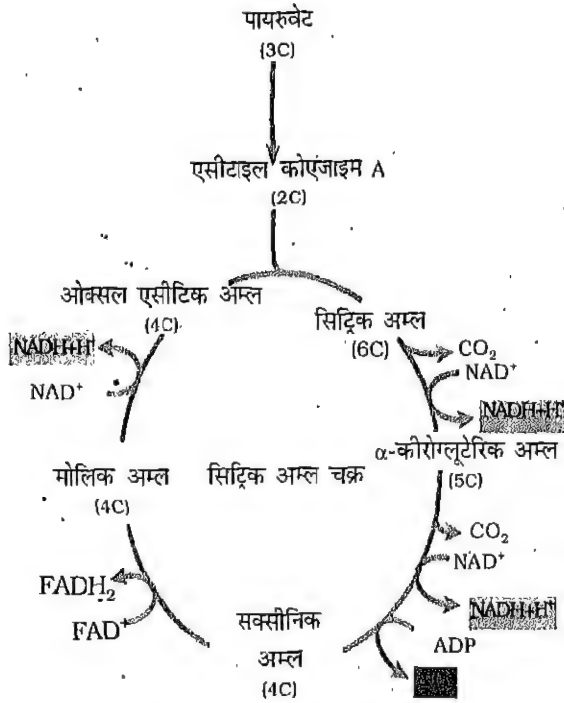 पायरुवेट
(3C)
एसीटाइल कोएंजाइम A
(2C)
ओक्सल एसीटिक अम्ल
(4C)
सिट्रिक अम्ल
(6C)
CO₂
NAD⁺
NADH+H⁺
NADH+H⁺
NAD⁺
α-कीरोग्लूटेरिक अम्ल
(5C)
मोलिक अम्ल
(4C)
सिट्रिक अम्ल चक्र
CO₂
NAD⁺
NADH+H⁺
FADH₂
FAD⁺
सक्सीनिक
अम्ल
(4C)
ADP